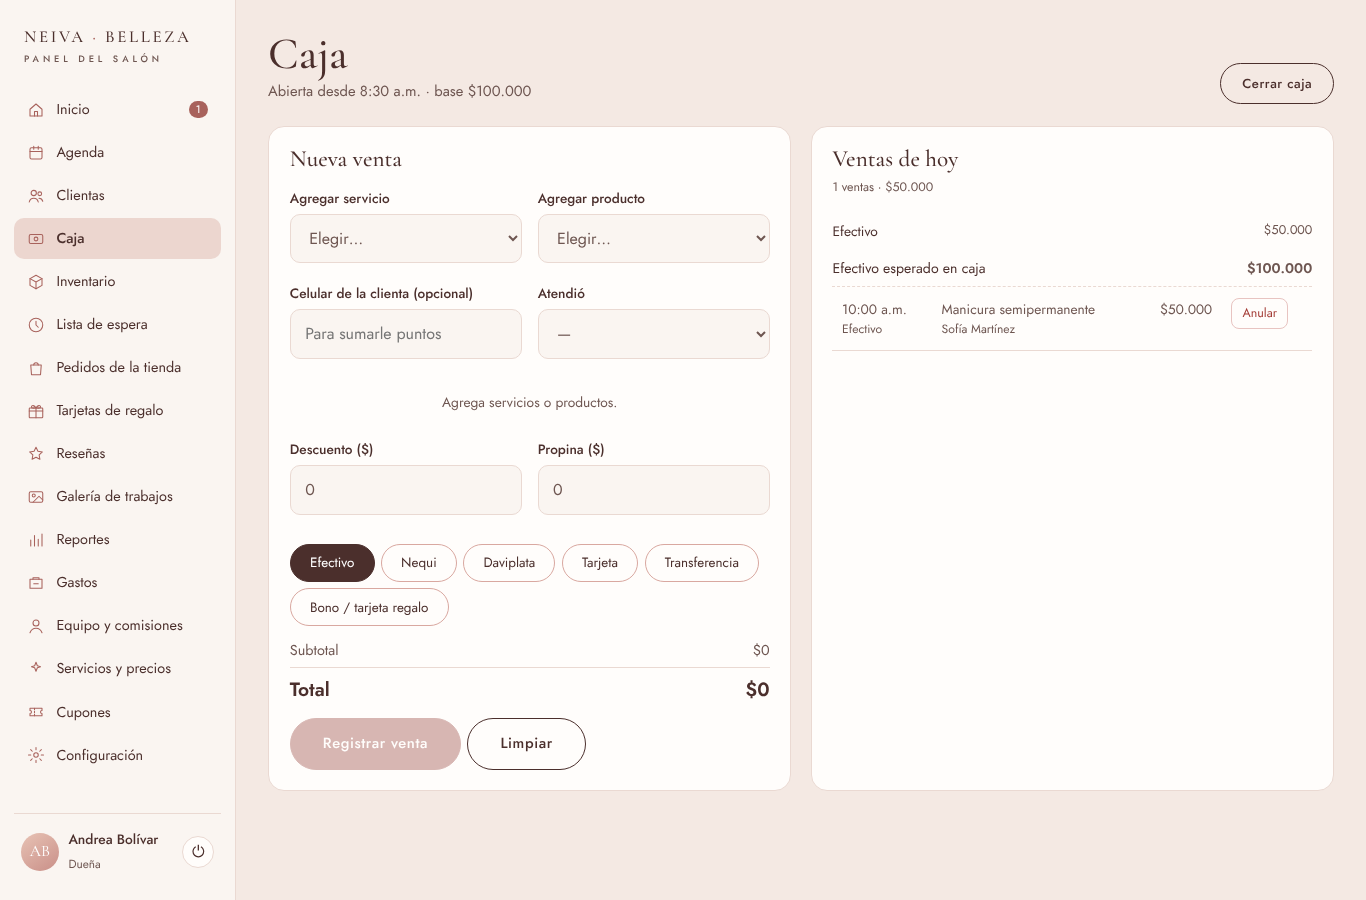 NEIVA · BELLEZA
PANEL DEL SALÓN
Inicio 1
Agenda
Clientas
Caja
Inventario
Lista de espera
Pedidos de la tienda
Tarjetas de regalo
Reseñas
Galería de trabajos
Reportes
Gastos
Equipo y comisiones
Servicios y precios
Cupones
Configuración
AB
Andrea Bolívar
Dueña
Caja
Abierta desde 8:30 a.m. · base $100.000
Cerrar caja
Nueva venta
Agregar servicio
Agregar producto
Elegir...
Elegir...
Celular de la clienta (opcional)
Atendió
Para sumarle puntos
—
Agrega servicios o productos.
Descuento ($)
Propina ($)
0
0
Efectivo
Nequi
Daviplata
Tarjeta
Transferencia
Bono / tarjeta regalo
Subtotal $0
Total $0
Registrar venta
Limpiar
Ventas de hoy
1 ventas · $50.000
Efectivo $50.000
Efectivo esperado en caja $100.000
10:00 a.m. Manicura semipermanente $50.000 Anular
Efectivo Sofía Martínez